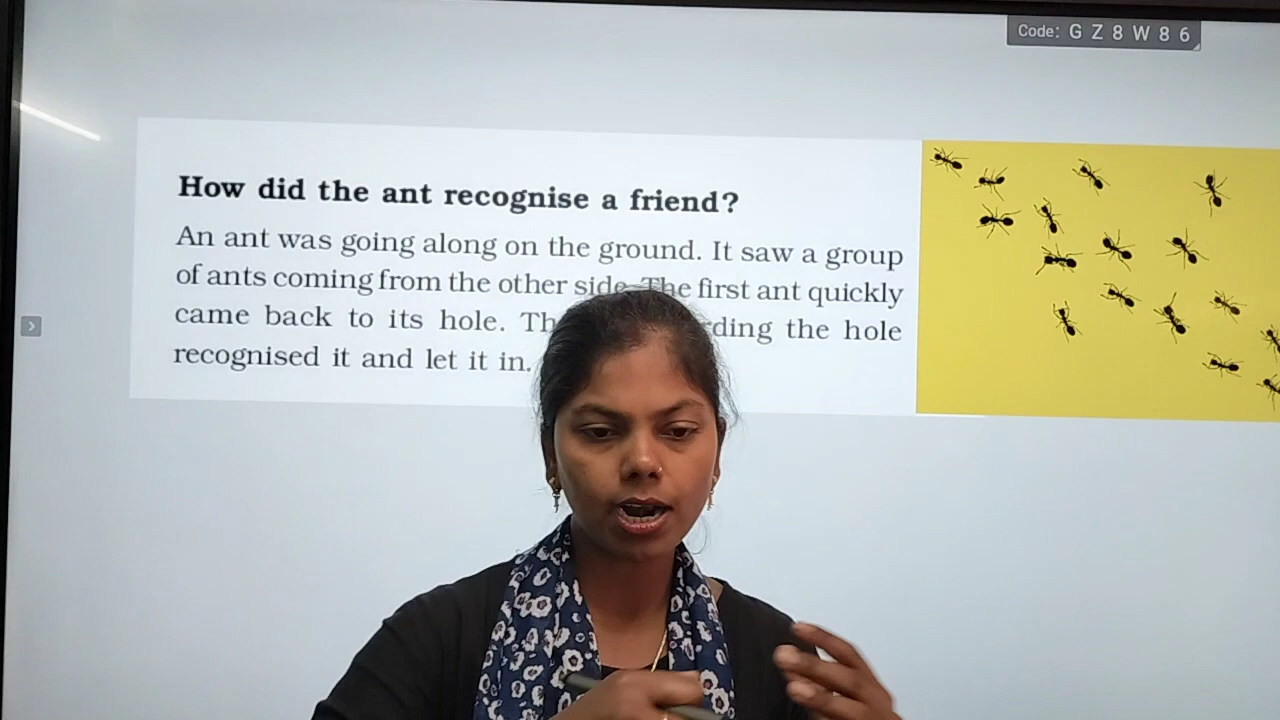 Code: G Z 8 W 8 6
How did the ant recognise a friend?
An ant was going along on the ground. It saw a group
of ants coming from the other side. The first ant quickly
came back to its hole. the hole
recognised it and let it in.